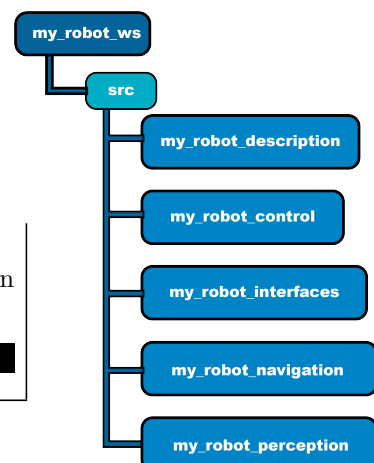 my_robot_ws
src
my_robot_description
my_robot_control
n
my_robot_interfaces
my_robot_navigation
my_robot_perception